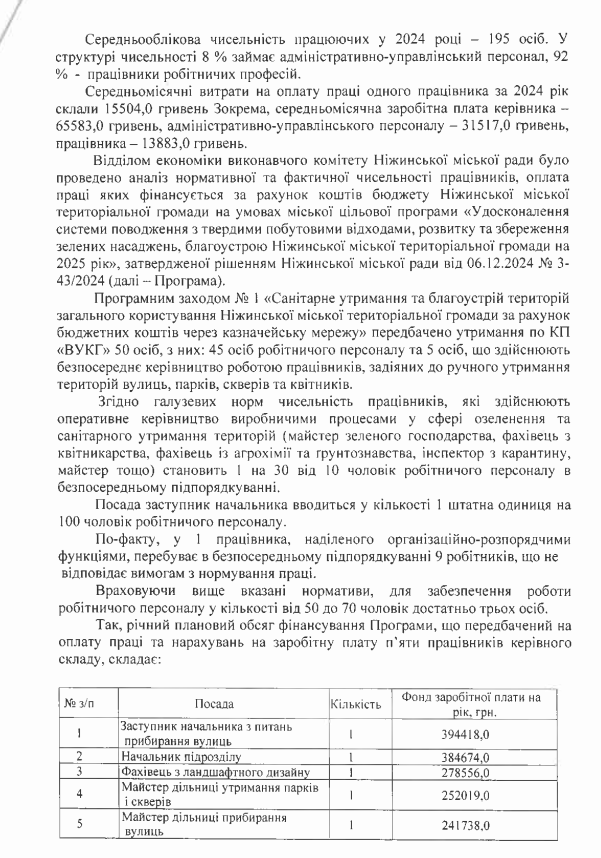 Середньооблікова чисельність працюючих у 2024 році – 195 осіб. У
структурі чисельності 8 % займає адміністративно-управлінський персонал, 92
% - працівники робітничих професій.
Середньомісячні витрати на оплату праці одного працівника за 2024 рік
склали 15504,0 гривень Зокрема, середньомісячна заробітна плата керівника –
65583,0 гривень, адміністративно-управлінського персоналу – 31517,0 гривень,
працівника – 13883,0 гривень.
Відділом економіки виконавчого комітету Ніжинської міської ради було
проведено аналіз нормативної та фактичної чисельності працівників, оплата
праці яких фінансується за рахунок коштів бюджету Ніжинської міської
територіальної громади на умовах міської цільової програми «Удосконалення
системи поводження з твердими побутовими відходами, розвитку та збереження
зелених насаджень, благоустрою Ніжинської міської територіальної громади на
2025 рік», затвердженої рішенням Ніжинської міської ради від 06.12.2024 № 3-
43/2024 (далі – Програма).
Програмним заходом № 1 «Санітарне утримання та благоустрій територій
загального користування Ніжинської міської територіальної громади за рахунок
бюджетних коштів через казначейську мережу» передбачено утримання по КП
«ВУКГ» 50 осіб, з них: 45 осіб робітничого персоналу та 5 осіб, що здійснюють
безпосереднє керівництво роботою працівників, задіяних до ручного утримання
територій вулиць, парків, скверів та квітників.
Згідно галузевих норм чисельність працівників, які здійснюють
оперативне керівництво виробничими процесами у сфері озеленення та
санітарного утримання територій (майстер зеленого господарства, фахівець з
квітникарства, фахівець із агрохімії та ґрунтознавства, інспектор з карантину,
майстер тощо) становить 1 на 30 від 10 чоловік робітничого персоналу в
безпосередньому підпорядкуванні.
Посада заступник начальника вводиться у кількості 1 штатна одиниця на
100 чоловік робітничого персоналу.
По-факту, у 1 працівника, наділеного організаційно-розпорядчими
функціями, перебуває в безпосередньому підпорядкуванні 9 робітників, що не
відповідає вимогам з нормування праці.
Враховуючи вище вказані нормативи, для забезпечення роботи
робітничого персоналу у кількості від 50 до 70 чоловік достатньо трьох осіб.
Так, річний плановий обсяг фінансування Програми, що передбачений на
оплату праці та нарахувань на заробітну плату п’яти працівників керівного
складу, складає:
№ з/п Посада Кількість Фонд заробітної плати на
рік, грн.
1 Заступник начальника з питань
прибирання вулиць 1 394418,0
2 Начальник підрозділу 1 384674,0
3 Фахівець з ландшафтного дизайну 1 278556,0
4 Майстер дільниці утримання парків
і скверів 1 252019,0
5 Майстер дільниці прибирання
вулиць 1 241738,0